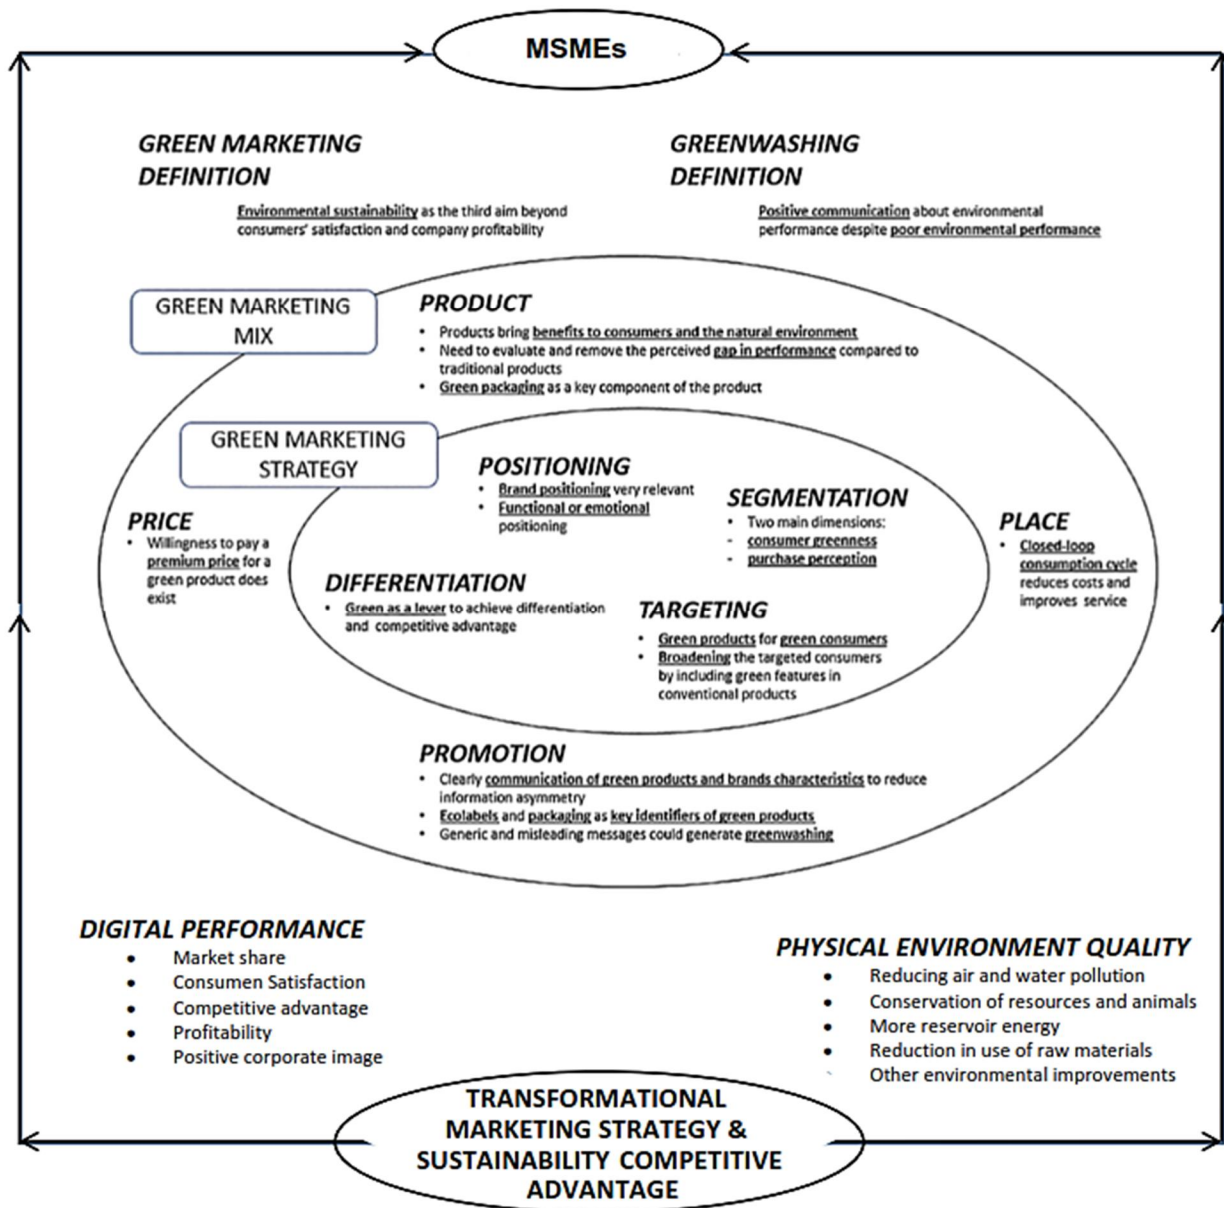 MSMEs
GREEN MARKETING
DEFINITION
Environmental sustainability as the third aim beyond
consumers' satisfaction and company profitability
GREENWASHING
DEFINITION
Positive communication about environmental
performance despite poor environmental performance
GREEN MARKETING
MIX
PRODUCT
• Products bring benefits to consumers and the natural environment
• Need to evaluate and remove the perceived gap in performance compared to
traditional products
• Green packaging as a key component of the product
GREEN MARKETING
STRATEGY
POSITIONING
• Brand positioning very relevant
• Functional or emotional
positioning
SEGMENTATION
• Two main dimensions:
- consumer greenness
- purchase perception
PRICE
• Willingness to pay a
premium price for a
green product does
exist
PLACE
• Closed-loop
consumption cycle
reduces costs and
improves service
DIFFERENTIATION
• Green as a lever to achieve differentiation
and competitive advantage
TARGETING
• Green products for green consumers
• Broadening the targeted consumers
by including green features in
conventional products
PROMOTION
• Clearly communication of green products and brands characteristics to reduce
information asymmetry
• Ecolabels and packaging as key identifiers of green products
• Generic and misleading messages could generate greenwashing
DIGITAL PERFORMANCE
• Market share
• Consumen Satisfaction
• Competitive advantage
• Profitability
• Positive corporate image
PHYSICAL ENVIRONMENT QUALITY
• Reducing air and water pollution
• Conservation of resources and animals
• More reservoir energy
• Reduction in use of raw materials
Other environmental improvements
TRANSFORMATIONAL
MARKETING STRATEGY &
SUSTAINABILITY COMPETITIVE
ADVANTAGE